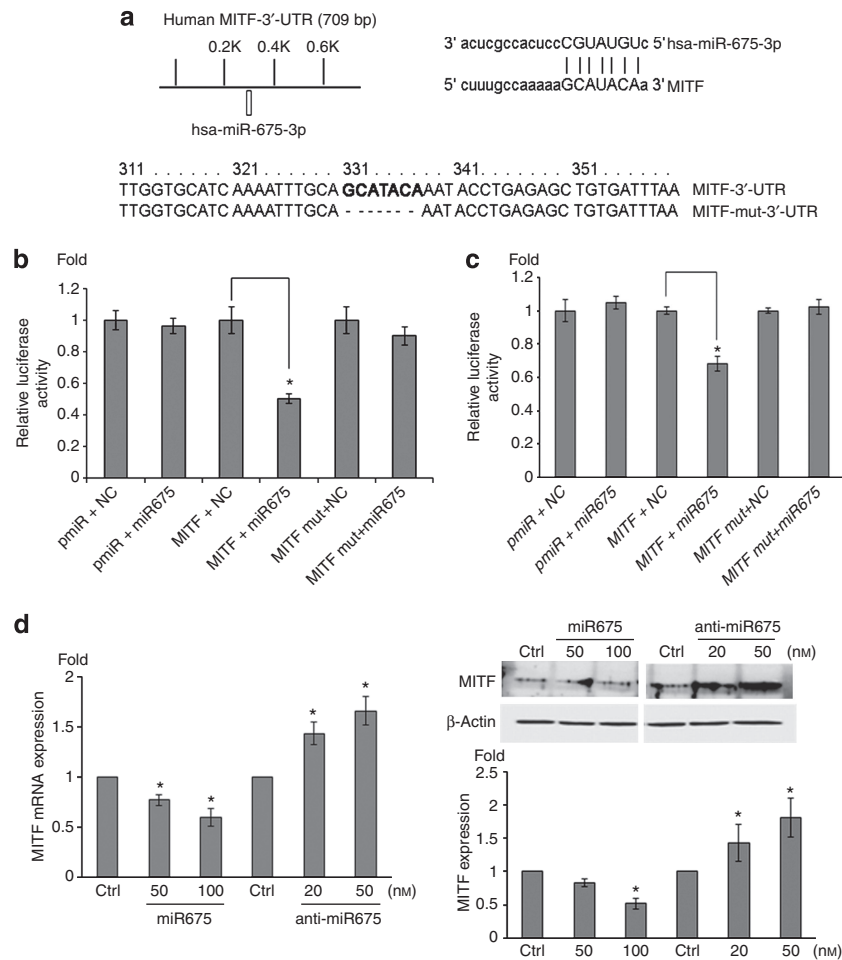 a
Human MITF-3′-UTR (709 bp)
0.2K 0.4K 0.6K
hsa-miR-675-3p
3′ acucgccacuccCGUAUGUc 5′hsa-miR-675-3p
5′ cuuugccaaaaaGCAUACAa 3′MITF
311 . . . . . . 321 . . . . . . 331 . . . . . . 341. . . . . . 351 . . . . . .
TTGGTGCATC AAAATTTGCA GCATACAAAT ACCTGAGAGC TGTGATTTAA MITF-3′-UTR
TTGGTGCATC AAAATTTGCA - - - - - - - AAT ACCTGAGAGC TGTGATTTAA MITF-mut-3′-UTR
b
Fold
Relative luciferase
activity
1.2
1
0.8
0.6
0.4
0.2
0
*
pmiR + NC
pmiR + miR675
MITF + NC
MITF + miR675
MITF mut+NC
MITF mut+miR675
c
Fold
Relative luciferase
activity
1.2
1
0.8
0.6
0.4
0.2
0
*
pmiR + NC
pmiR + miR675
MITF + NC
MITF + miR675
MITF mut+NC
MITF mut+miR675
d
Fold
MITF mRNA expression
2
1.5
1
0.5
0
* * * *
Ctrl 50 100 Ctrl 20 50 (nM)
miR675 anti-miR675
miR675 anti-miR675
Ctrl 50 100 Ctrl 20 50 (nM)
MITF
β-Actin
Fold
MITF expression
2.5
2
1.5
1
0.5
0
* * *
Ctrl 50 100 Ctrl 20 50 (nM)